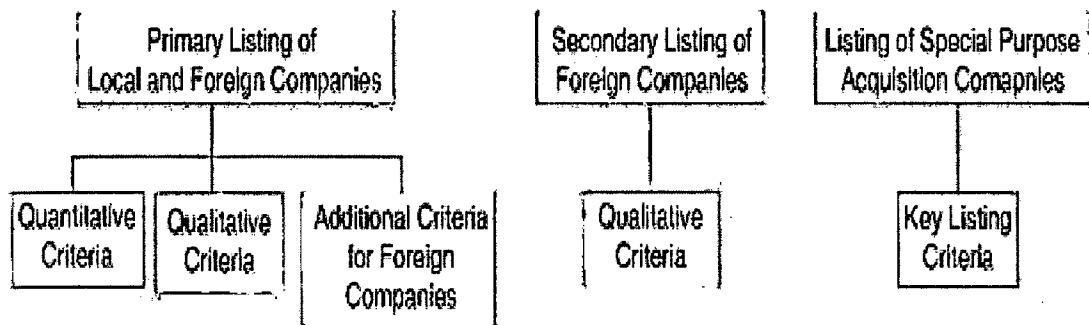 Primary Listing of
Local and Foreign Companies
Secondary Listing of
Foreign Companies
Listing of Special Purpose
Acquisition Comapnies
Quantitative
Criteria
Qualitative
Criteria
Additional Criteria
for Foreign
Companies
Qualitative
Criteria
Key Listing
Criteria